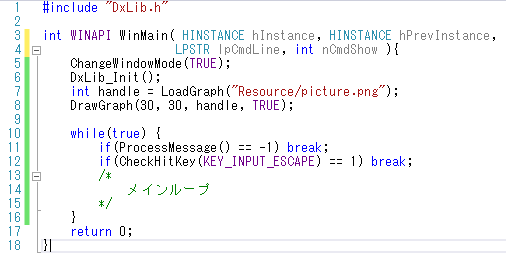 1 #include "DxLib.h"
2
3 int WINAPI WinMain( HINSTANCE hInstance, HINSTANCE hPrevInstance,
4 LPSTR lpCmdLine, int nCmdShow ){
5 ChangeWindowMode(TRUE);
6 DxLib_Init();
7 int handle = LoadGraph("Resource/picture.png");
8 DrawGraph(30, 30, handle, TRUE);
9
10 while(true) {
11 if(ProcessMessage() == -1) break;
12 if(CheckHitKey(KEY_INPUT_ESCAPE) == 1) break;
13 /*
14 メインループ
15 */
16 }
17 return 0;
18 }